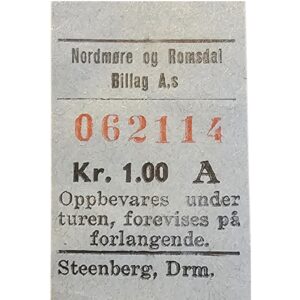 Nordmøre og Romsdal
Billag A.s
062114
Kr. 1.00 A
Oppbevares under
turen, forevises på
forlangende.
Steenberg, Drm.